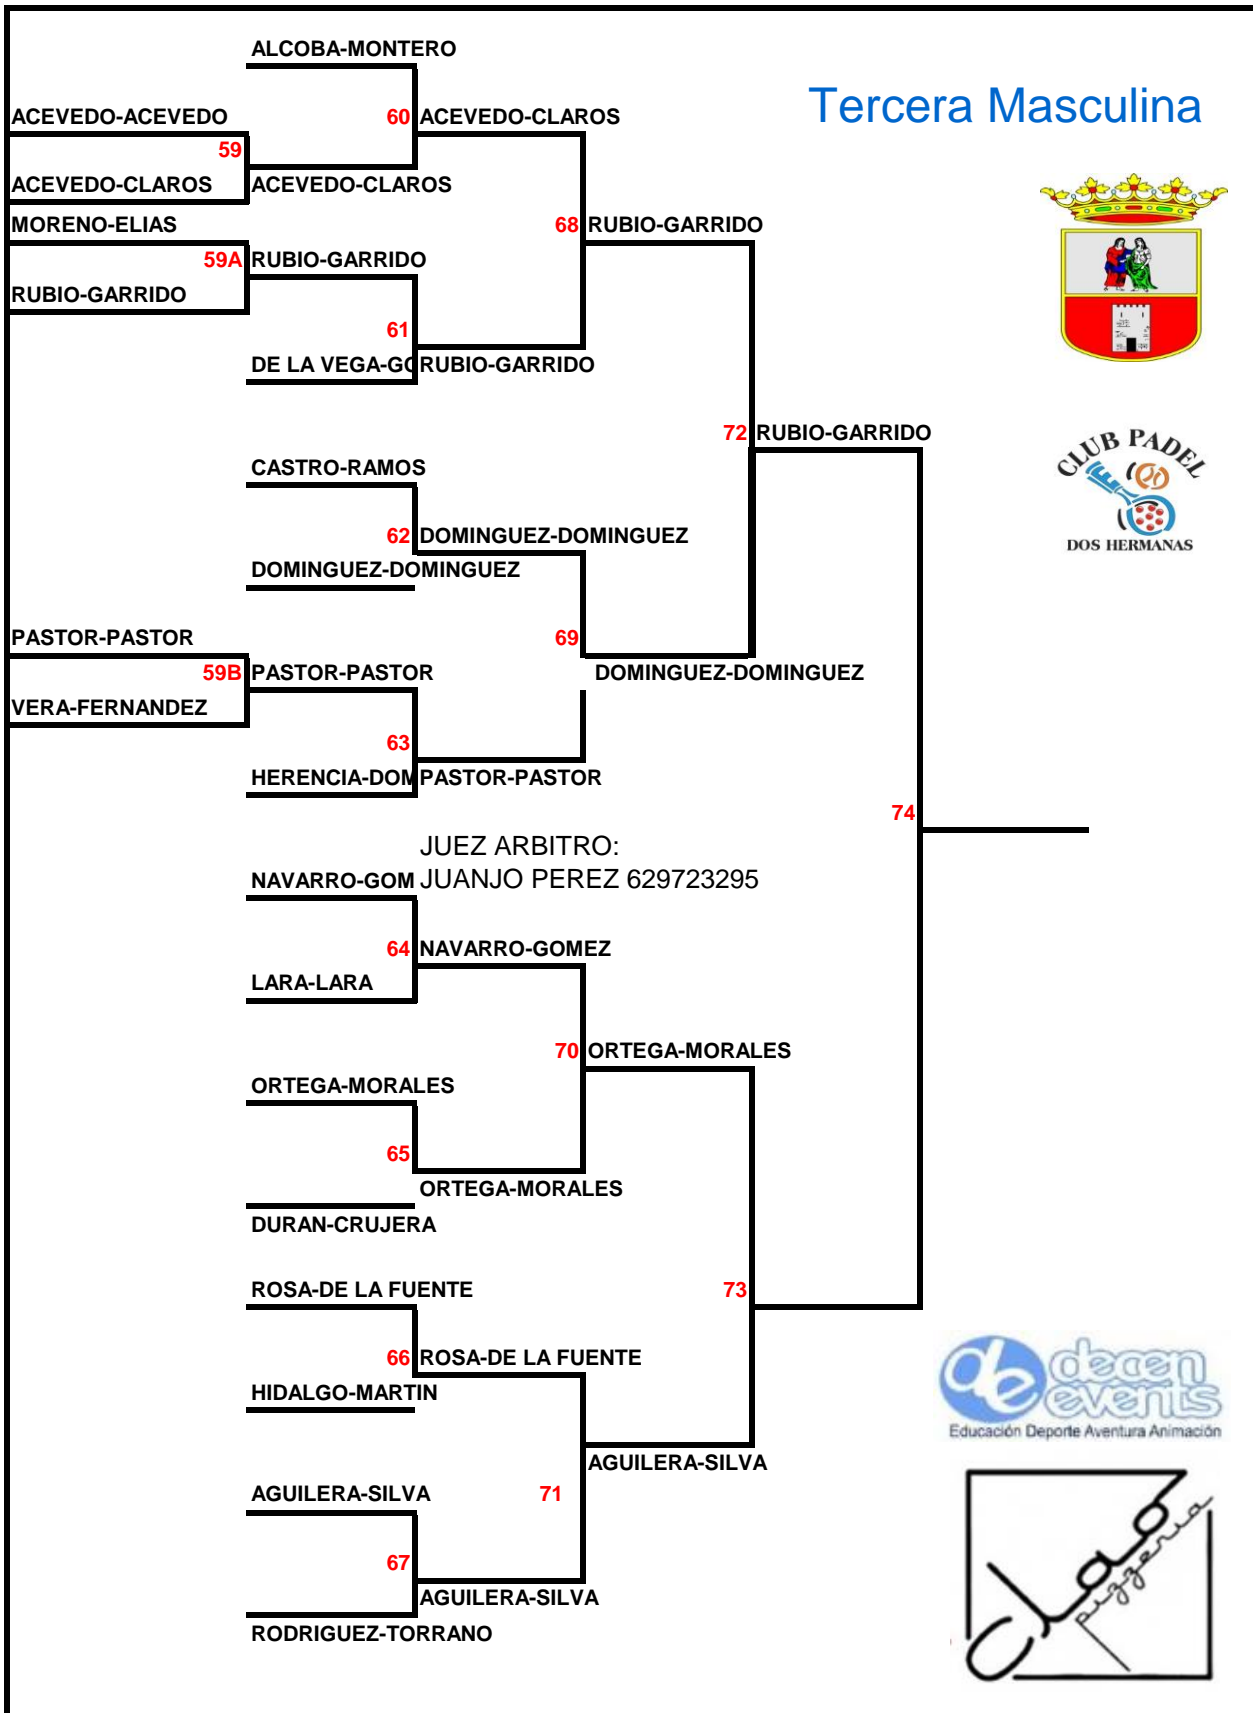 ALCOBA-MONTERO
Tercera Masculina
ACEVEDO-ACEVEDO
60 ACEVEDO-CLAROS
59
ACEVEDO-CLAROS
ACEVEDO-CLAROS
MORENO-ELIAS
68 RUBIO-GARRIDO
59A RUBIO-GARRIDO
RUBIO-GARRIDO
61
DE LA VEGA-GO
RUBIO-GARRIDO
72 RUBIO-GARRIDO
CLUB PADEL
DOS HERMANAS
CASTRO-RAMOS
62 DOMINGUEZ-DOMINGUEZ
DOMINGUEZ-DOMINGUEZ
PASTOR-PASTOR
69
59B PASTOR-PASTOR
DOMINGUEZ-DOMINGUEZ
VERA-FERNANDEZ
63
HERENCIA-DOM
PASTOR-PASTOR
74
JUEZ ARBITRO:
NAVARRO-GOM
JUANJO PEREZ 629723295
64 NAVARRO-GOMEZ
LARA-LARA
70 ORTEGA-MORALES
ORTEGA-MORALES
65
ORTEGA-MORALES
DURAN-CRUJERA
ROSA-DE LA FUENTE
73
66 ROSA-DE LA FUENTE
HIDALGO-MARTIN
decen
events
Educación Deporte Aventura Animación
AGUILERA-SILVA
AGUILERA-SILVA
71
67
AGUILERA-SILVA
RODRIGUEZ-TORRANO
pizzeria